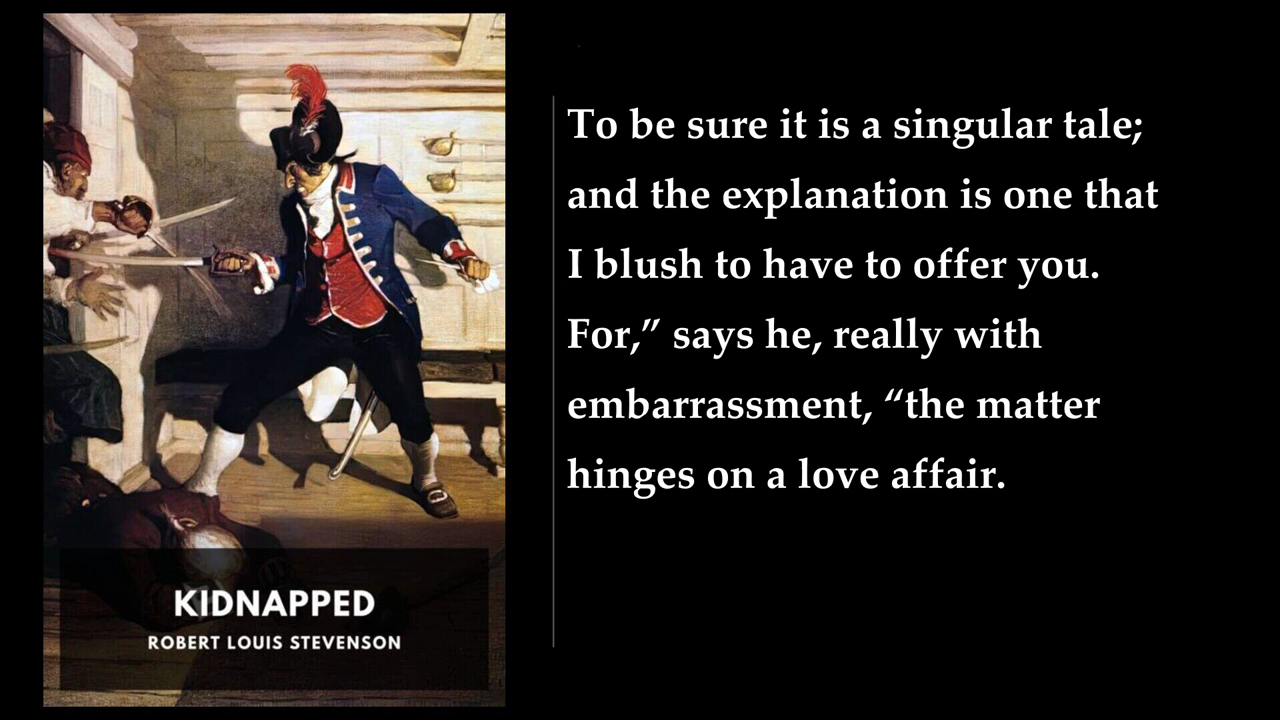 KIDNAPPED
ROBERT LOUIS STEVENSON
To be sure it is a singular tale;
and the explanation is one that
I blush to have to offer you.
For,” says he, really with
embarrassment, “the matter
hinges on a love affair.